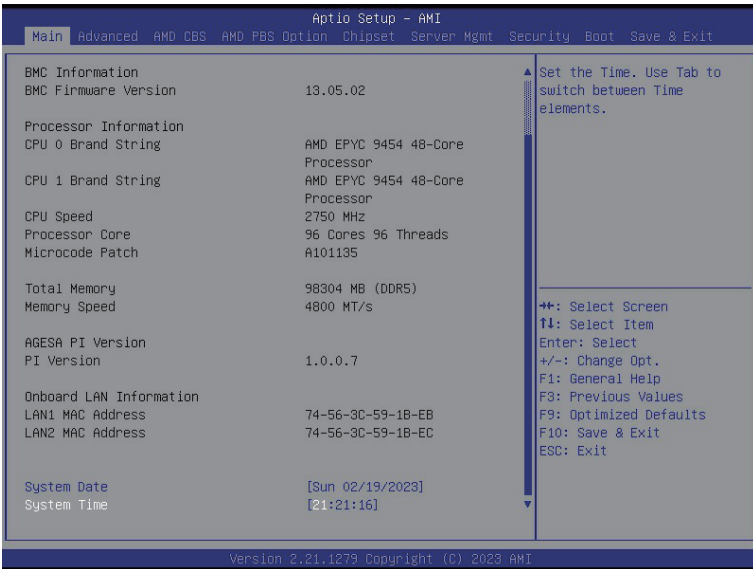 Aptio Setup - AMI
Main Advanced AMD CBS AMD PBS Option Chipset Server Mgmt Security Boot Save & Exit
BMC Information
BMC Firmware Version 13.05.02
Processor Information
CPU 0 Brand String AMD EPYC 9454 48-Core
Processor
CPU 1 Brand String AMD EPYC 9454 48-Core
Processor
CPU Speed 2750 MHz
Processor Core 96 Cores 96 Threads
Microcode Patch A101135
Total Memory 98304 MB (DDR5)
Memory Speed 4800 MT/s
AGESA PI Version
PI Version 1.0.0.7
Onboard LAN Information
LAN1 MAC Address 74-56-3C-59-1B-EB
LAN2 MAC Address 74-56-3C-59-1B-EC
System Date [Sun 02/19/2023]
System Time [21:21:16]
Set the Time. Use Tab to
switch between Time
elements.
→←: Select Screen
↑↓: Select Item
Enter: Select
+/-: Change Opt.
F1: General Help
F3: Previous Values
F9: Optimized Defaults
F10: Save & Exit
ESC: Exit
Version 2.21.1279 Copyright (C) 2023 AMI